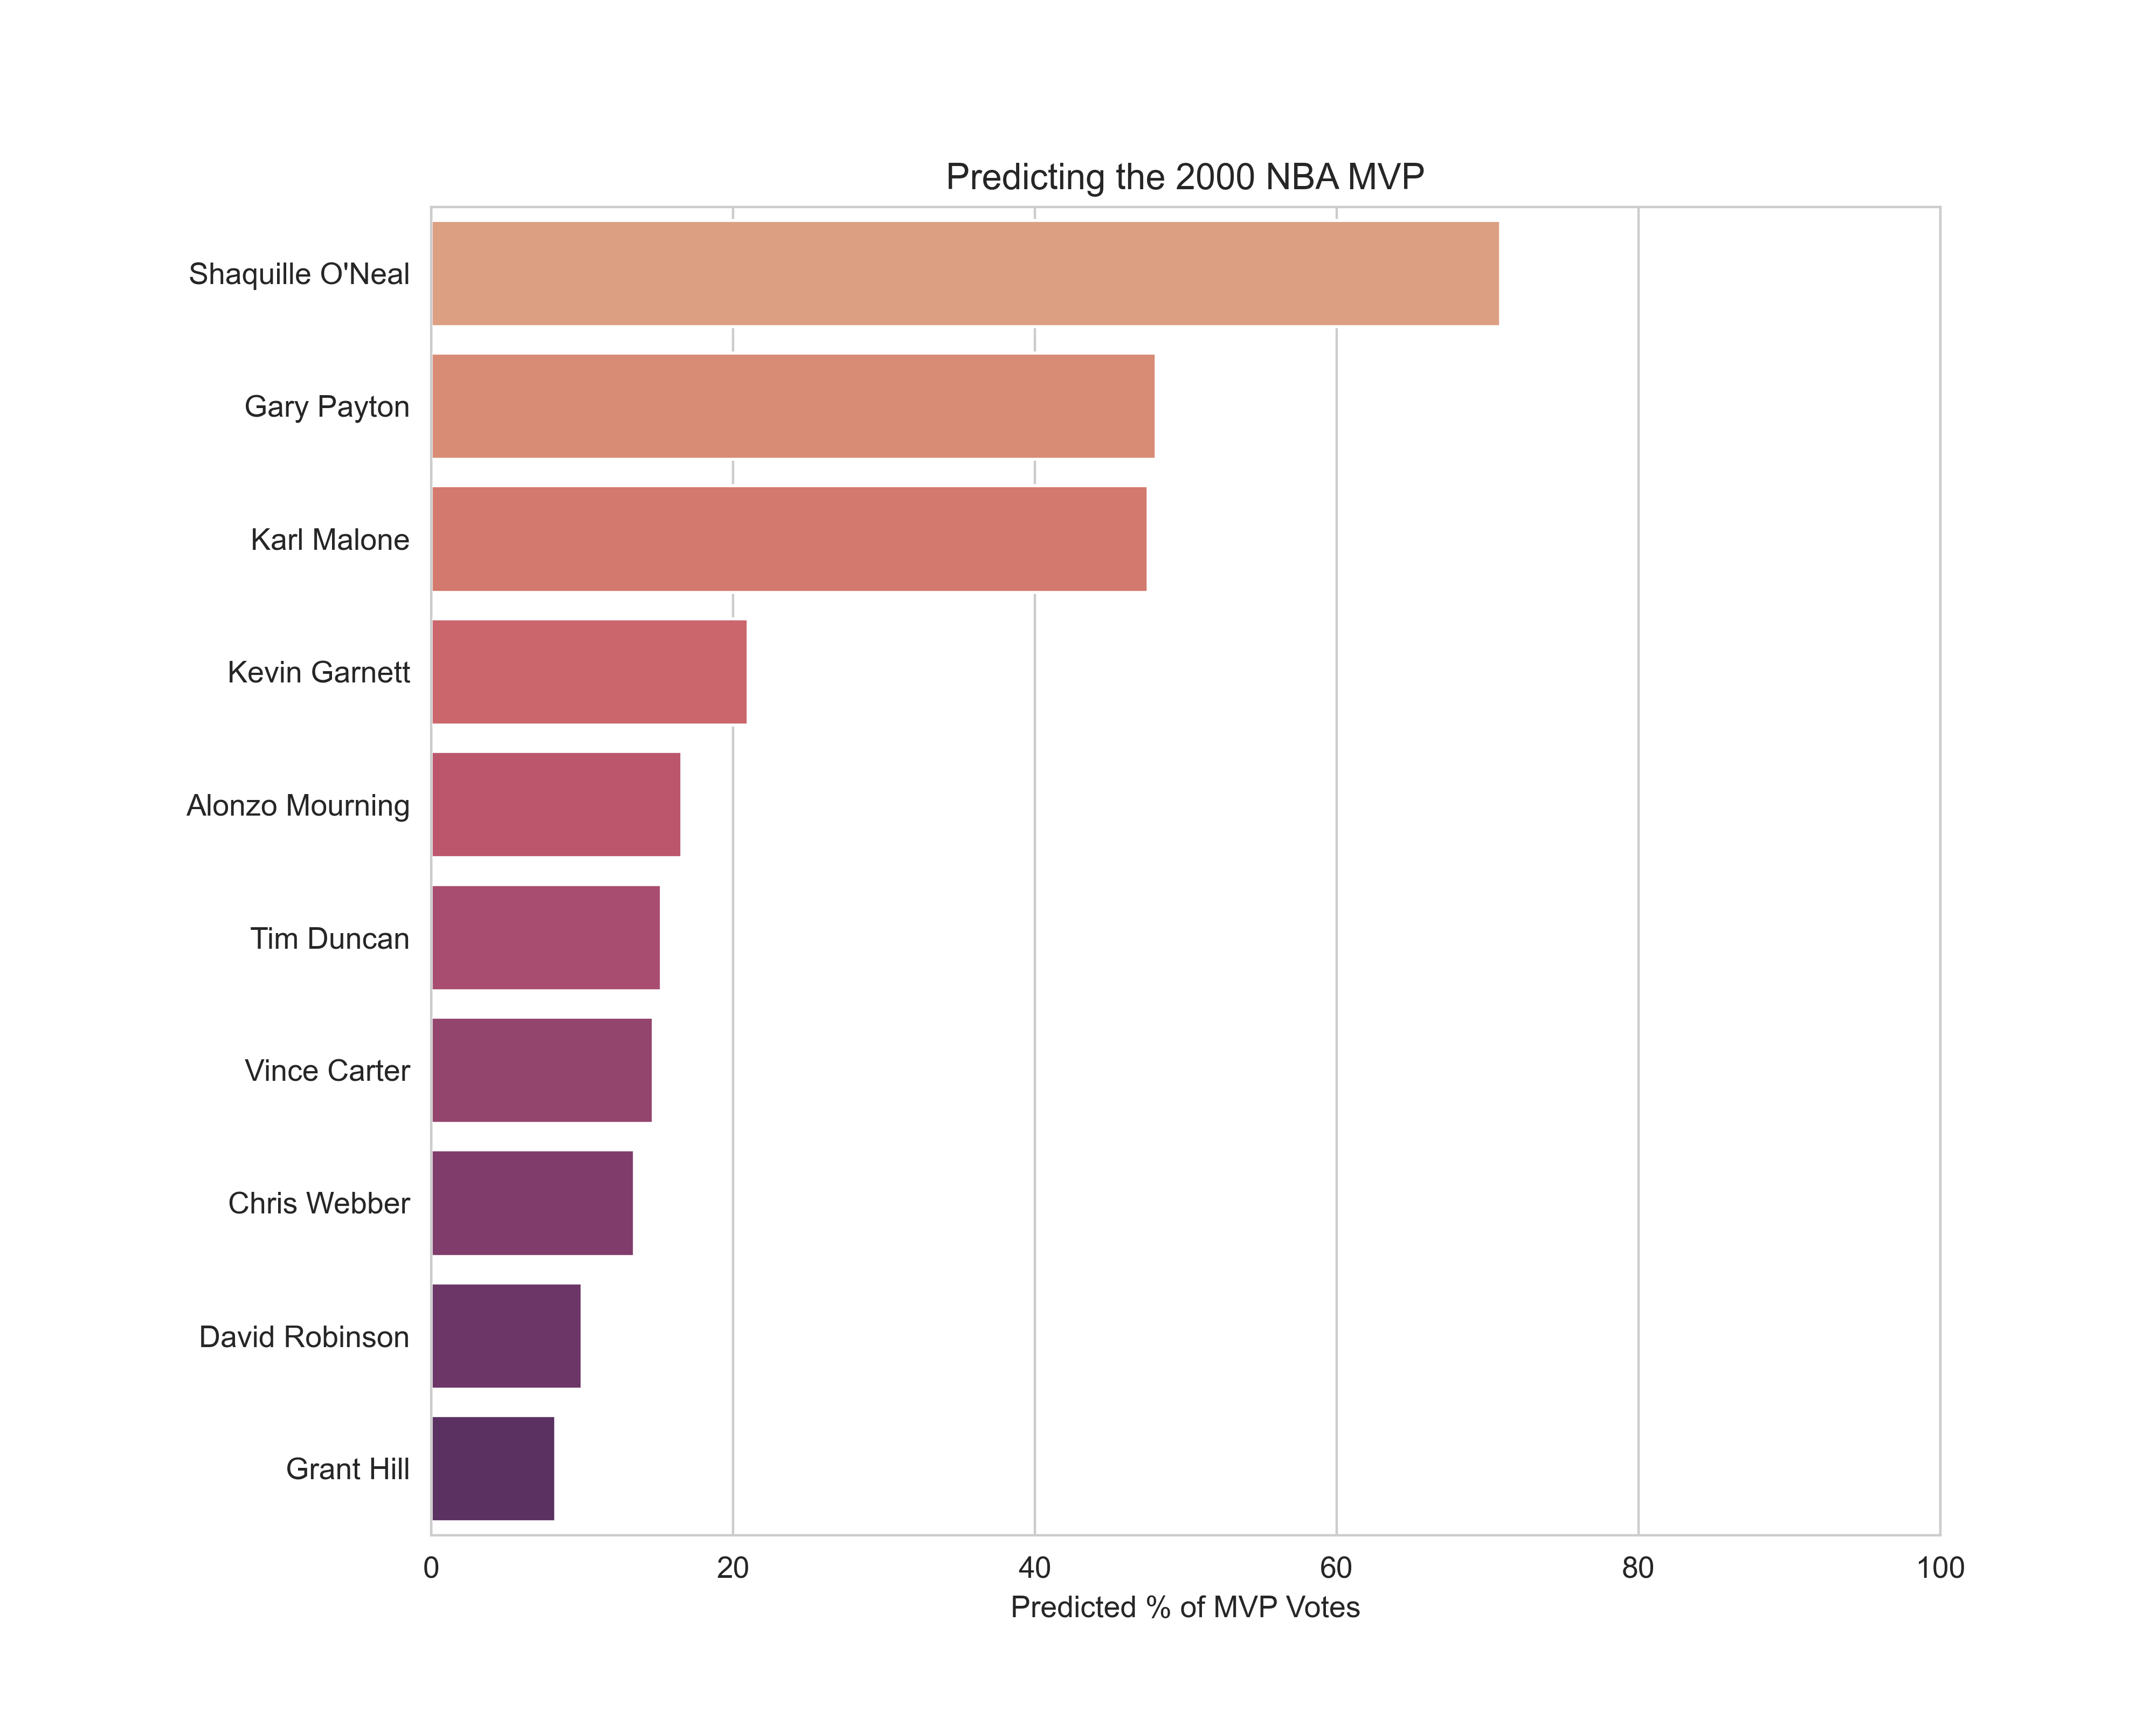 Predicting the 2000 NBA MVP
Shaquille O'Neal
Gary Payton
Karl Malone
Kevin Garnett
Alonzo Mourning
Tim Duncan
Vince Carter
Chris Webber
David Robinson
Grant Hill
0 20 40 60 80 100
Predicted % of MVP Votes